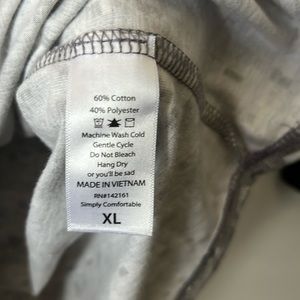 60% Cotton
40% Polyester
Machine Wash Cold
Gentle Cycle
Do Not Bleach
Hang Dry
or you'll be sad
MADE IN VIETNAM
RN#142161
Simply Comfortable
XL